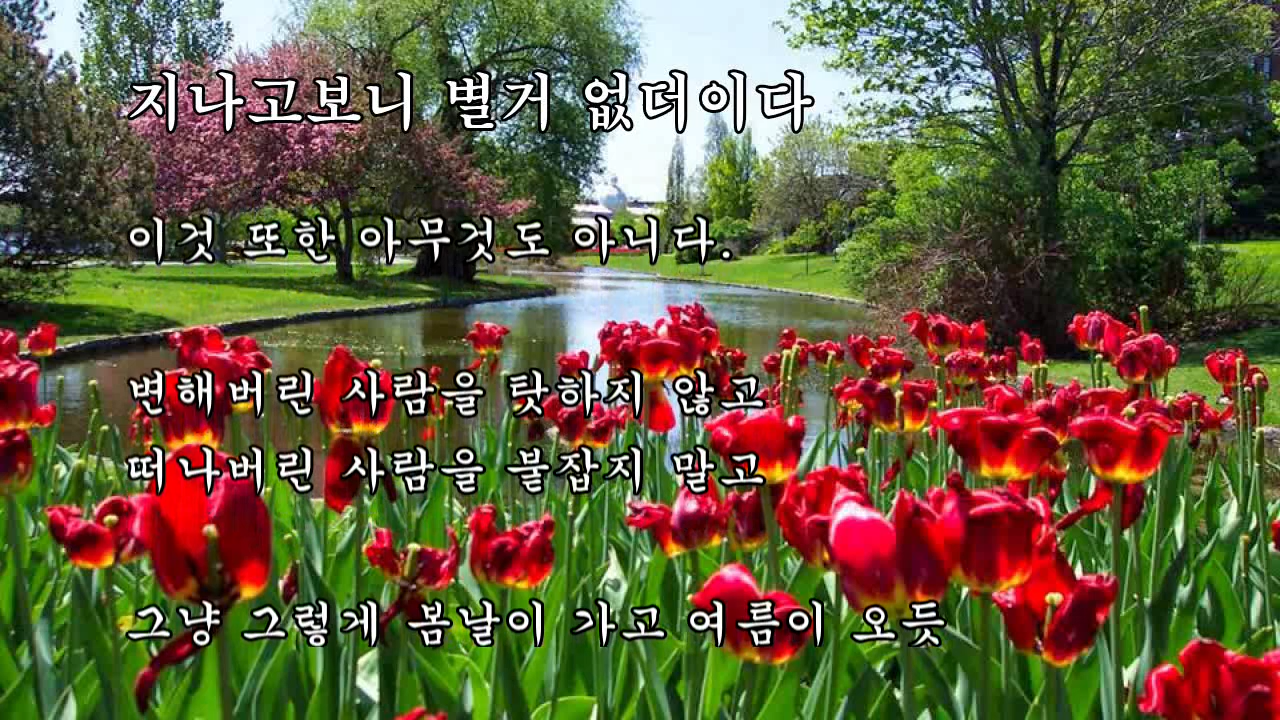 지나고보니 별거 없더이다
이것 또한 아무것도 아니다.
변해버린 사람을 탓하지 않고
떠나버린 사람을 붙잡지 말고
그냥 그렇게 봄날이 가고 여름이 오듯